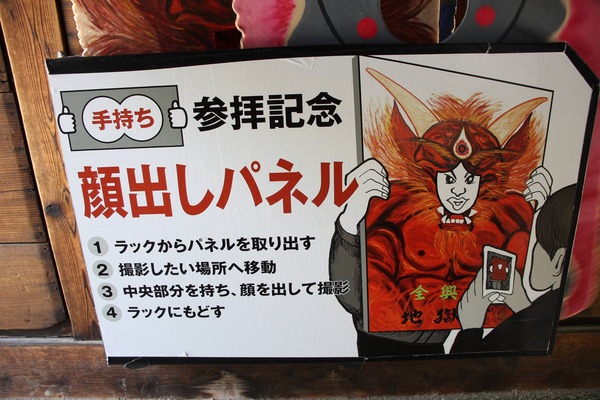 手持ち
参拝記念
顔出しパネル
1 ラックからパネルを取り出す
2 撮影したい場所へ移動
3 中央部分を持ち、顔を出して撮影
4 ラックにもどす
全興
地獄